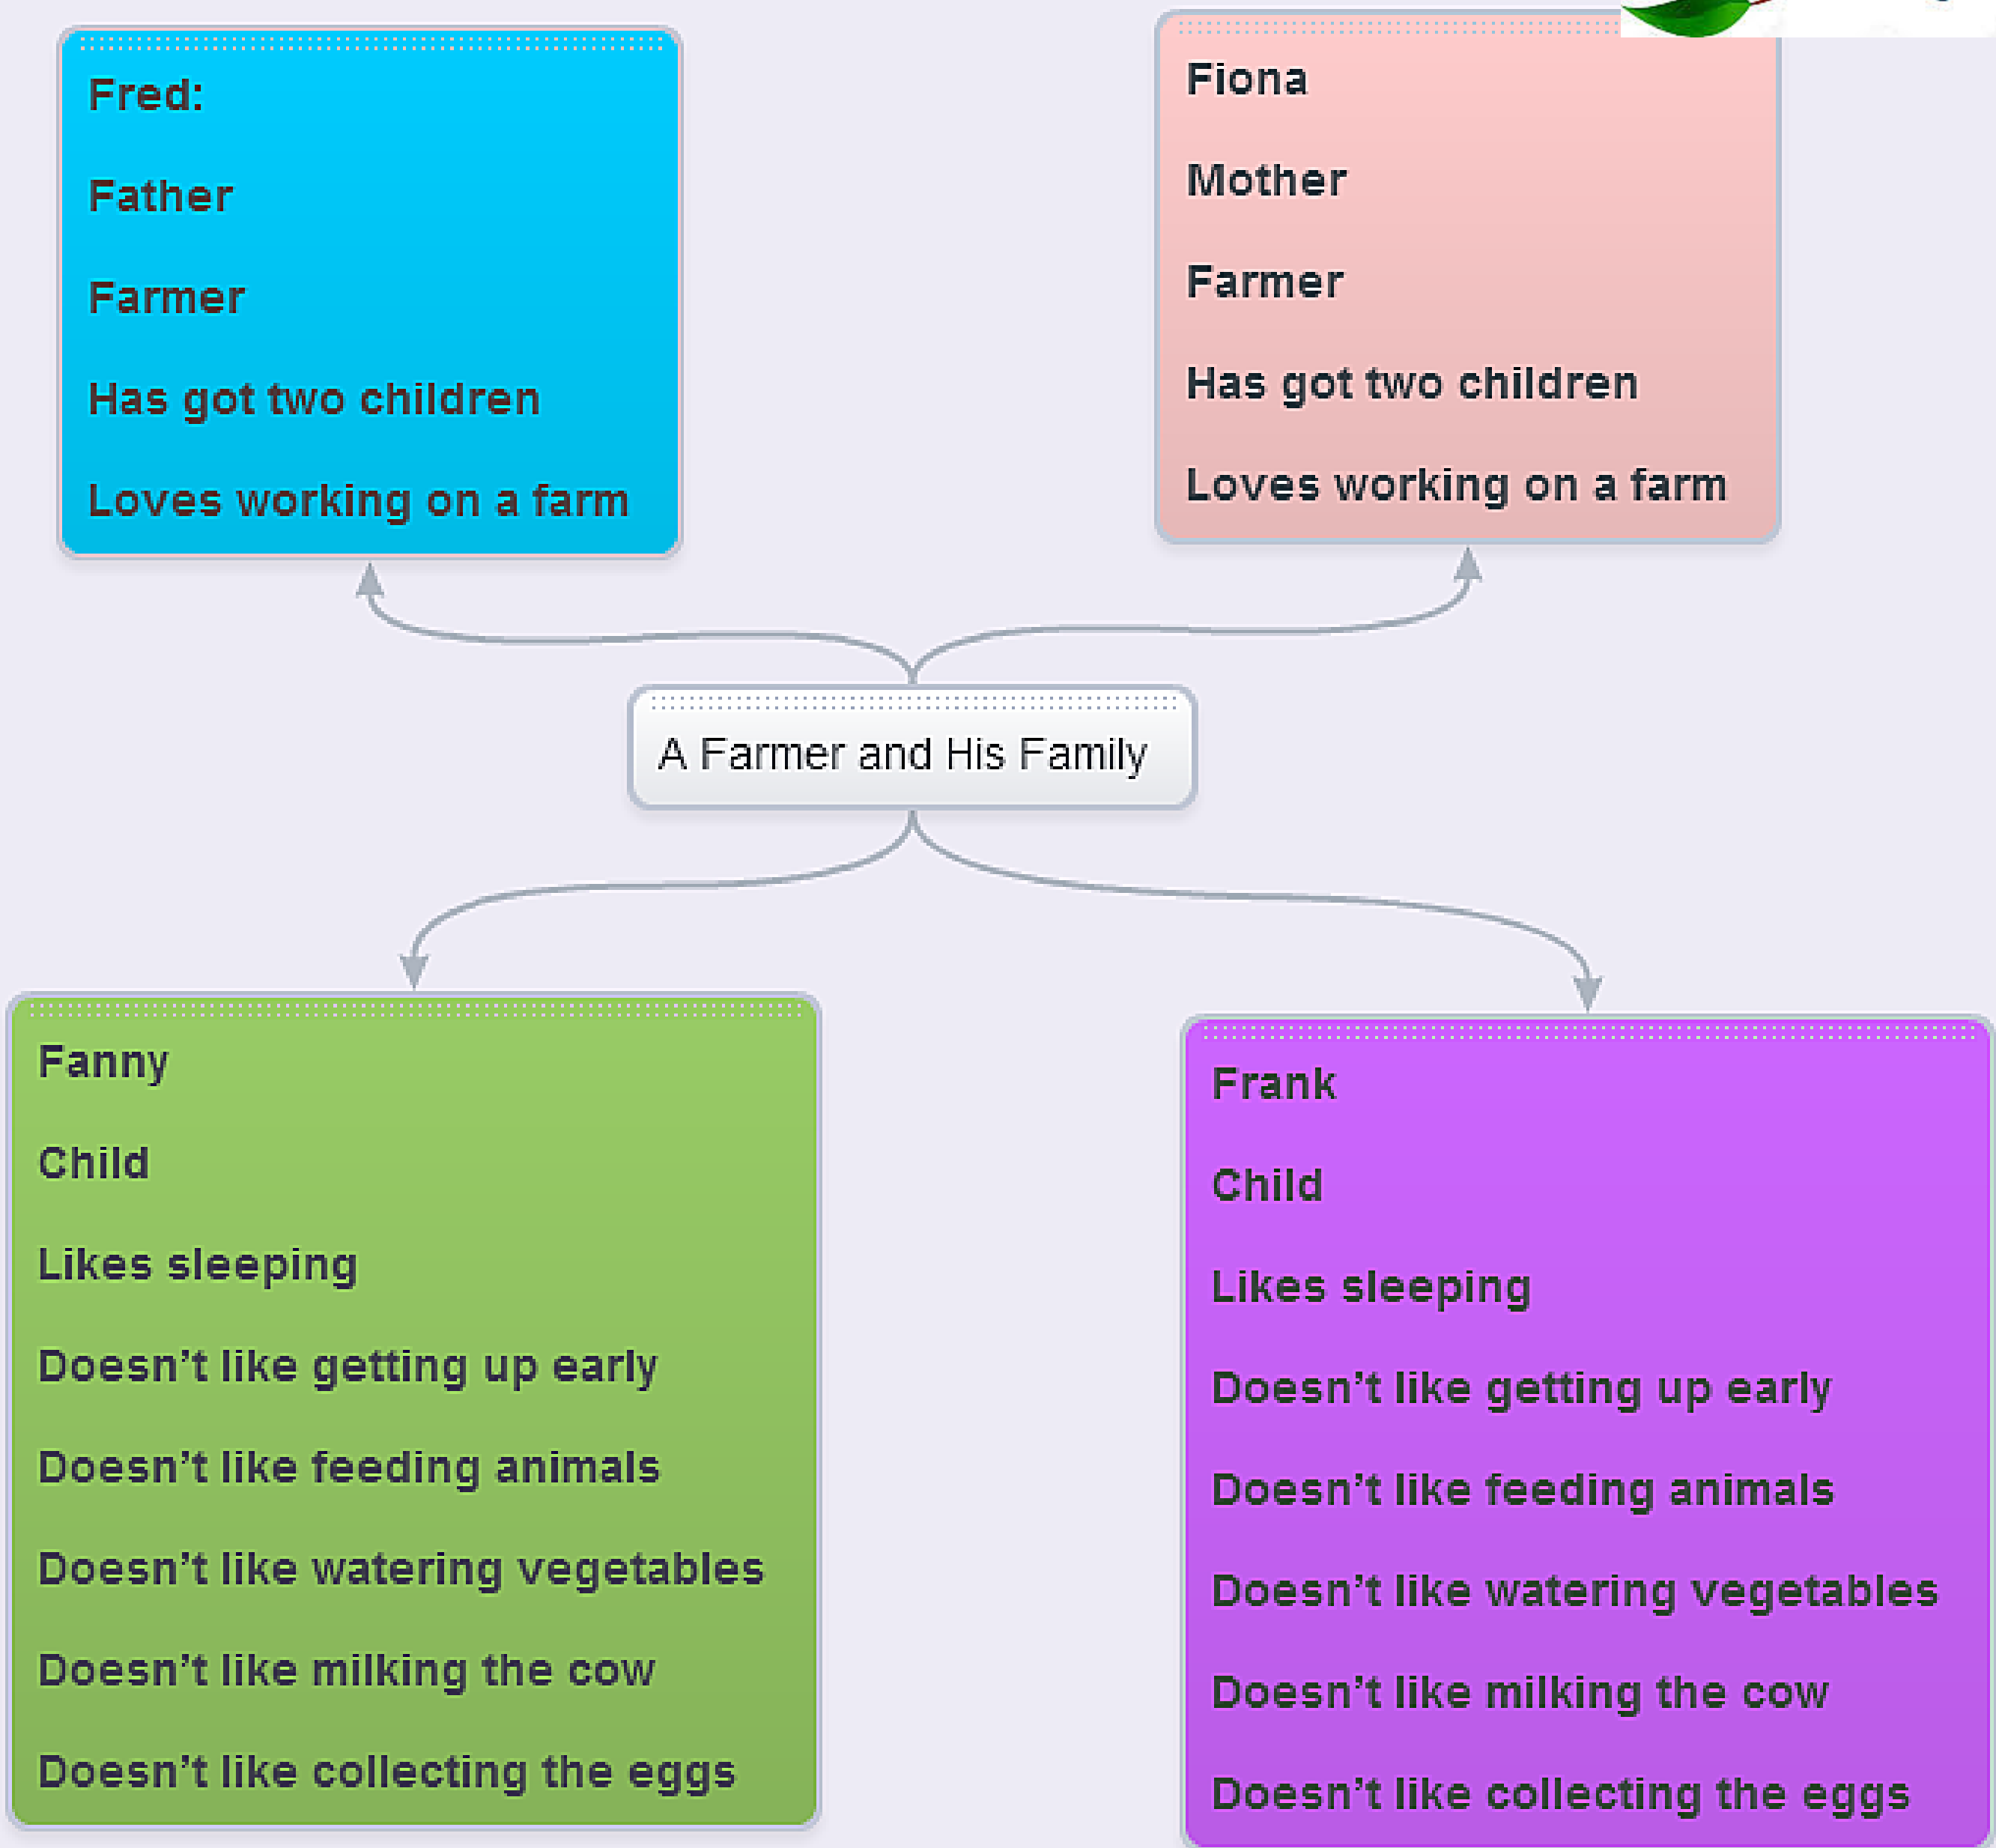 Fred:
Father
Farmer
Has got two children
Loves working on a farm
Fiona
Mother
Farmer
Has got two children
Loves working on a farm
A Farmer and His Family
Fanny
Child
Likes sleeping
Doesn’t like getting up early
Doesn’t like feeding animals
Doesn’t like watering vegetables
Doesn’t like milking the cow
Doesn’t like collecting the eggs
Frank
Child
Likes sleeping
Doesn’t like getting up early
Doesn’t like feeding animals
Doesn’t like watering vegetables
Doesn’t like milking the cow
Doesn’t like collecting the eggs